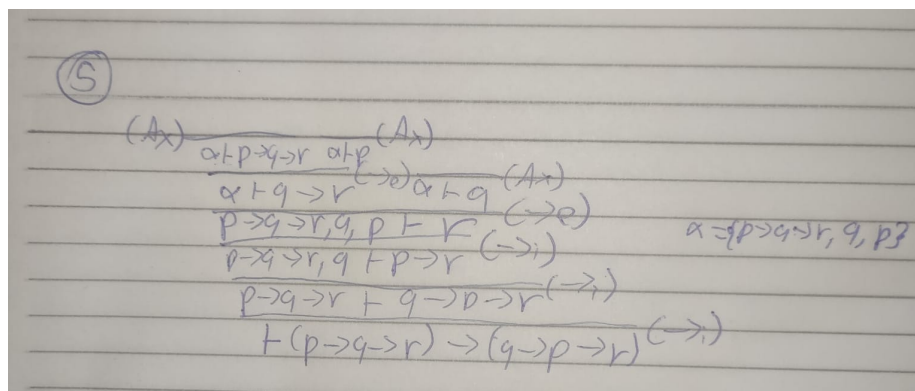 5
(Ax) (Ax)
α ⊢ p → q → r α ⊢ p
(→e) (Ax)
α ⊢ q → r α ⊢ q
(→e)
p → q → r, q, p ⊢ r α = {p → q → r, q, p}
(→i)
p → q → r, q ⊢ p → r
(→i)
p → q → r ⊢ q → p → r
(→i)
⊢ (p → q → r) → (q → p → r)